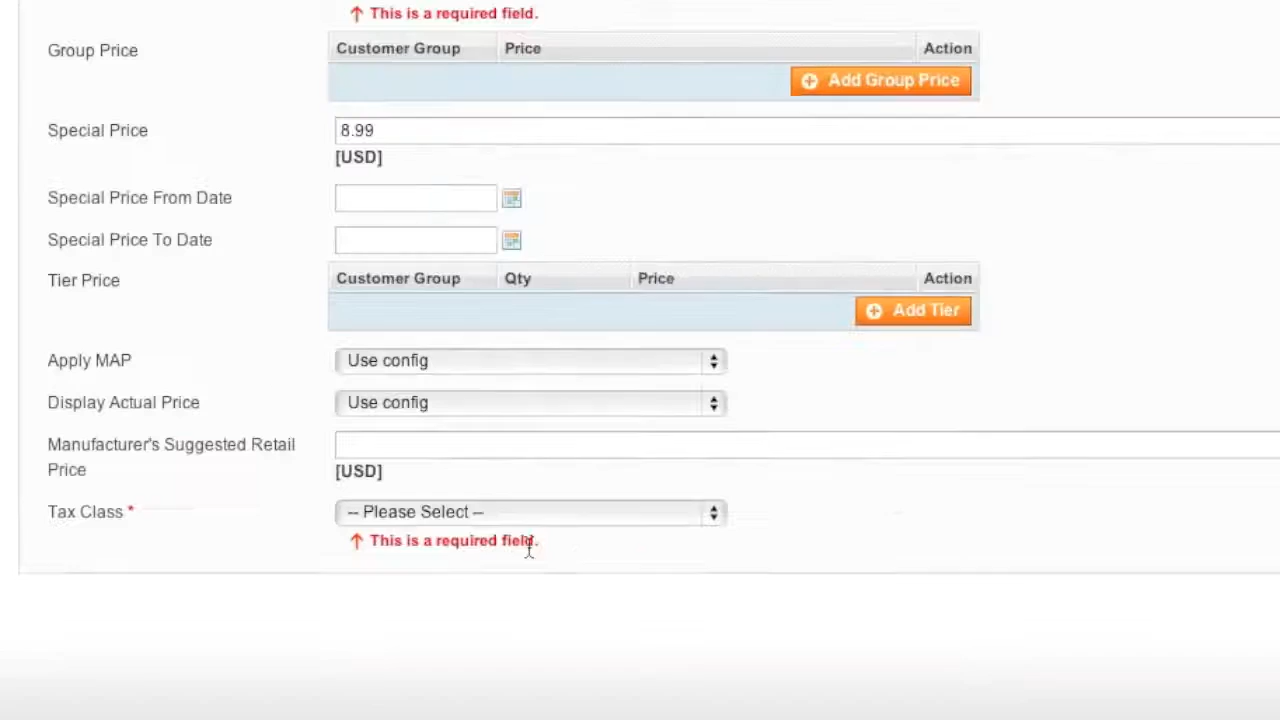 This is a required field.
Group Price
Customer Group Price Action
Add Group Price
Special Price 8.99
[USD]
Special Price From Date
Special Price To Date
Tier Price
Customer Group Qty Price Action
Add Tier
Apply MAP Use config
Display Actual Price Use config
Manufacturer's Suggested Retail
Price
[USD]
Tax Class * -- Please Select --
This is a required field.